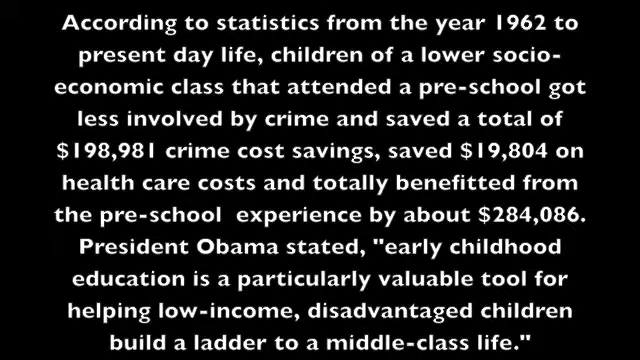 According to statistics from the year 1962 to
present day life, children of a lower socio-
economic class that attended a pre-school got
less involved by crime and saved a total of
$198,981 crime cost savings, saved $19,804 on
health care costs and totally benefitted from
the pre-school  experience by about $284,086.
President Obama stated, "early childhood
education is a particularly valuable tool for
helping low-income, disadvantaged children
build a ladder to a middle-class life."